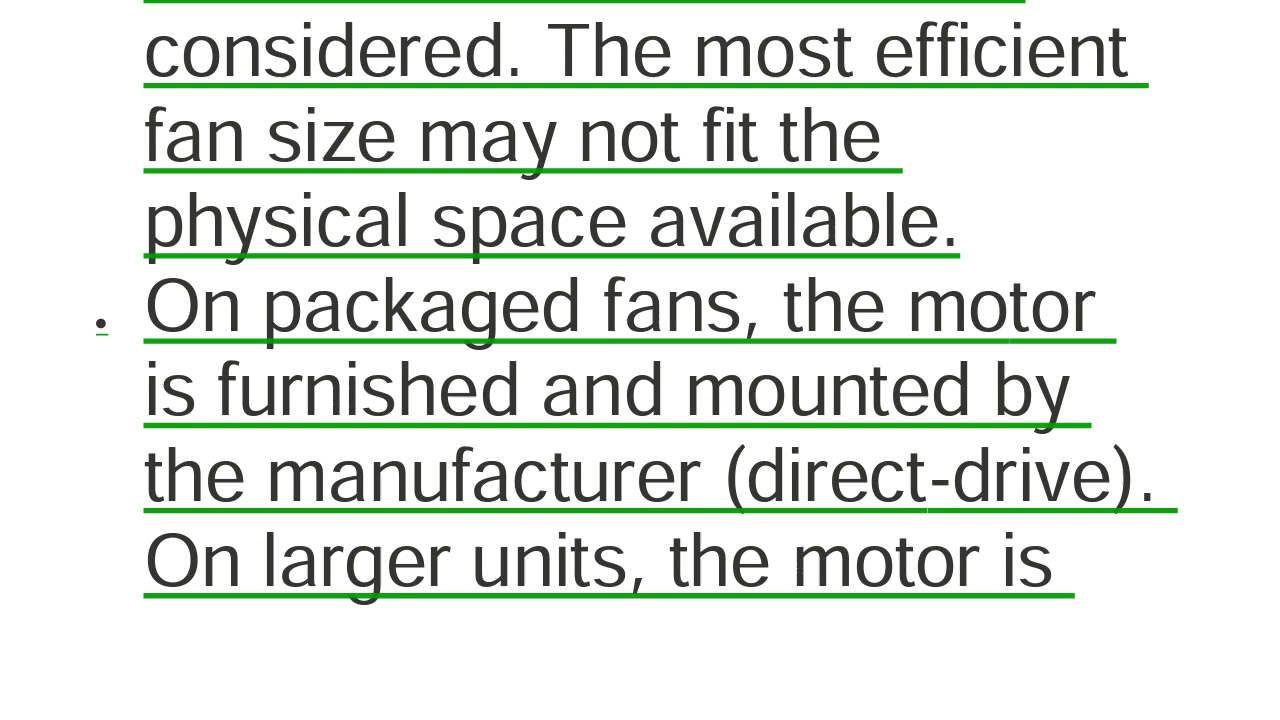 considered. The most efficient
fan size may not fit the
physical space available.
• On packaged fans, the motor
is furnished and mounted by
the manufacturer (direct-drive).
On larger units, the motor is